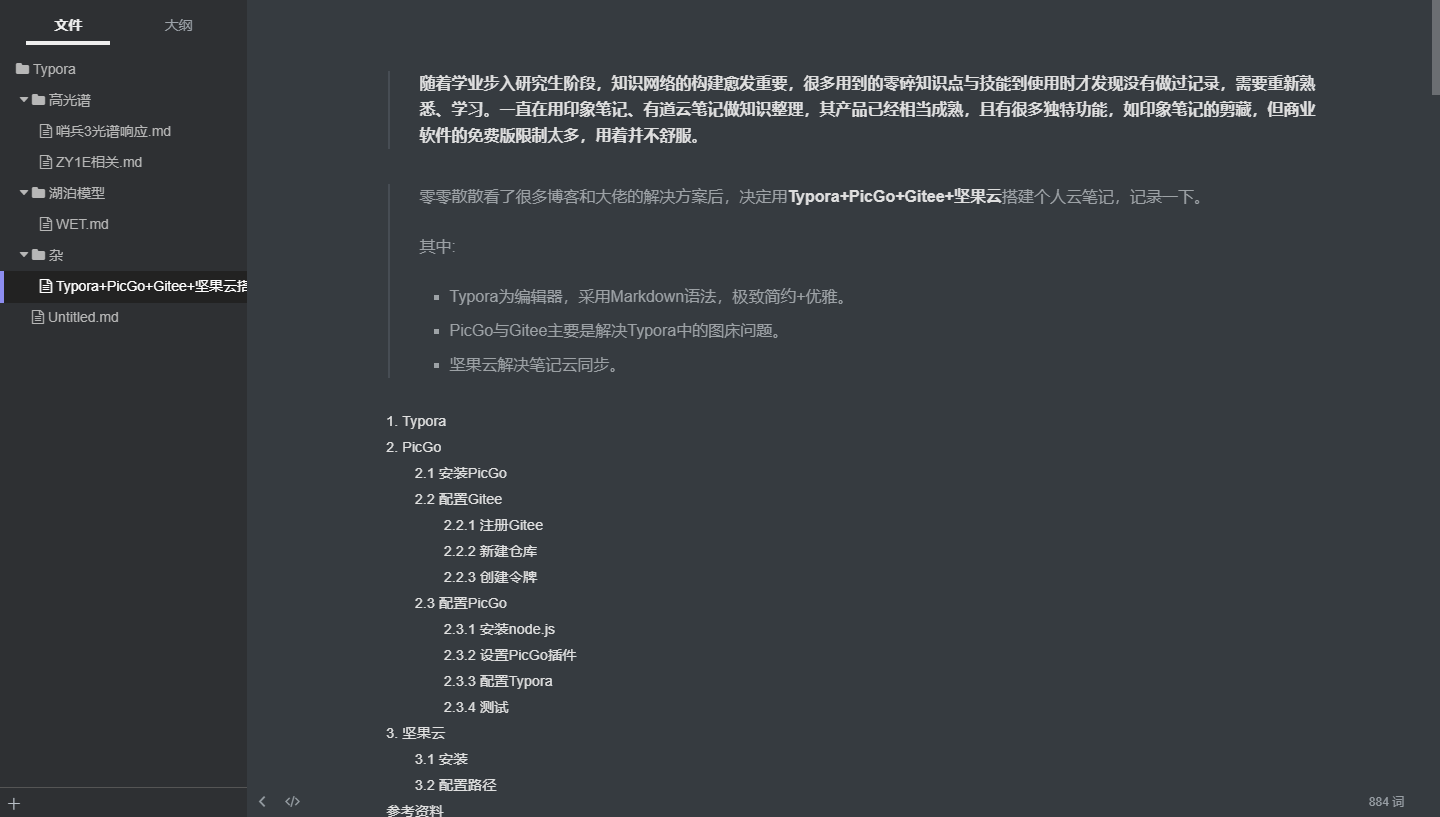 文件
大纲
Typora
高光谱
哨兵3光谱响应.md
ZY1E相关.md
湖泊模型
WET.md
杂
Typora+PicGo+Gitee+坚果云搭
Untitled.md
随着学业步入研究生阶段，知识网络的构建愈发重要，很多用到的零碎知识点与技能到使用时才发现没有做过记录，需要重新熟
悉、学习。一直在用印象笔记、有道云笔记做知识整理，其产品已经相当成熟，且有很多独特功能，如印象笔记的剪藏，但商业
软件的免费版限制太多，用着并不舒服。
零零散散看了很多博客和大佬的解决方案后，决定用Typora+PicGo+Gitee+坚果云搭建个人云笔记，记录一下。
其中:
Typora为编辑器，采用Markdown语法，极致简约+优雅。
PicGo与Gitee主要是解决Typora中的图床问题。
坚果云解决笔记云同步。
1. Typora
2. PicGo
2.1 安装PicGo
2.2 配置Gitee
2.2.1 注册Gitee
2.2.2 新建仓库
2.2.3 创建令牌
2.3 配置PicGo
2.3.1 安装node.js
2.3.2 设置PicGo插件
2.3.3 配置Typora
2.3.4 测试
3. 坚果云
3.1 安装
3.2 配置路径
参考资料
884 词